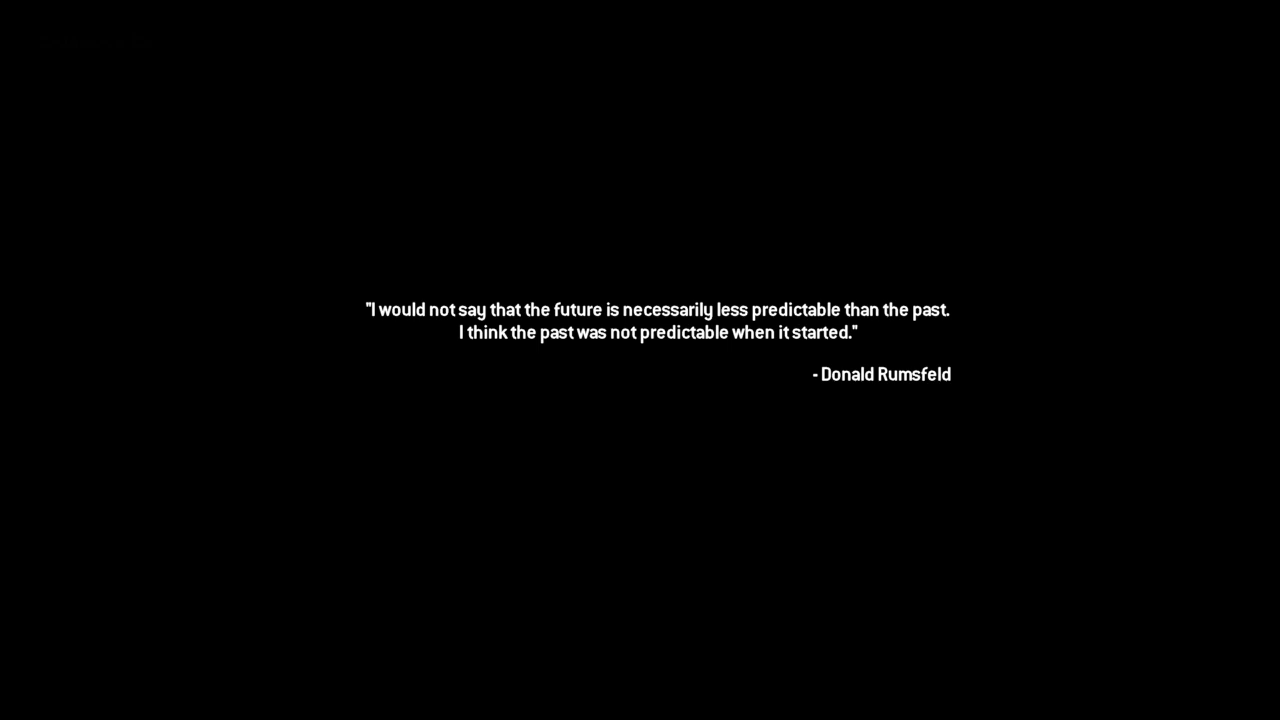 "I would not say that the future is necessarily less predictable than the past.
I think the past was not predictable when it started."
- Donald Rumsfeld